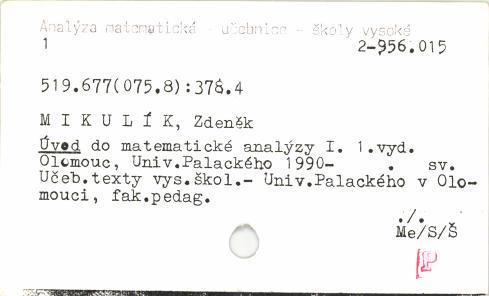 Analýza matematická - učebnice - školy vysoké
1 2-956.015
519.677(075.8):378.4
M I K U L Í K, Zdeněk
Úvod do matematické analýzy I. 1.vyd.
Olomouc, Univ.Palackého 1990- . sv.
Učeb.texty vys.škol.- Univ.Palackého v Olo-
mouci, fak.pedag.
./.
Me/S/Š
P